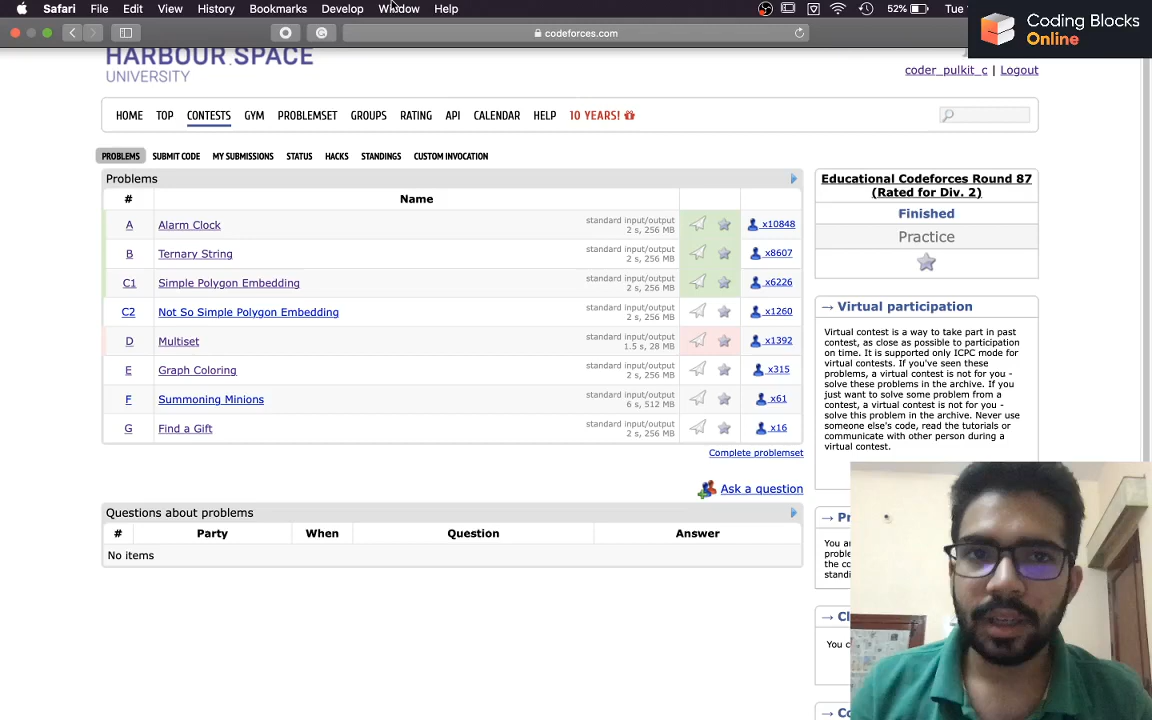 Safari File Edit View History Bookmarks Develop Window Help 52% Tue
Coding Blocks
Online
codeforces.com
HARBOUR.SPACE
UNIVERSITY
coder_pulkit_c | Logout
HOME TOP CONTESTS GYM PROBLEMSET GROUPS RATING API CALENDAR HELP 10 YEARS!
PROBLEMS SUBMIT CODE MY SUBMISSIONS STATUS HACKS STANDINGS CUSTOM INVOCATION
Problems
# Name
A Alarm Clock standard input/output 2 s, 256 MB x10848
B Ternary String standard input/output 2 s, 256 MB x8607
C1 Simple Polygon Embedding standard input/output 2 s, 256 MB x6226
C2 Not So Simple Polygon Embedding standard input/output 2 s, 256 MB x1260
D Multiset standard input/output 1.5 s, 28 MB x1392
E Graph Coloring standard input/output 2 s, 256 MB x315
F Summoning Minions standard input/output 6 s, 512 MB x61
G Find a Gift standard input/output 2 s, 256 MB x16
Complete problemset
Ask a question
Questions about problems
# Party When Question Answer
No items
Educational Codeforces Round 87
(Rated for Div. 2)
Finished
Practice
→ Virtual participation
Virtual contest is a way to take part in past
contest, as close as possible to participation
on time. It is supported only ICPC mode for
virtual contests. If you've seen these
problems, a virtual contest is not for you -
solve these problems in the archive. If you
just want to solve some problem from a
contest, a virtual contest is not for you -
solve this problem in the archive. Never use
someone else's code, read the tutorials or
communicate with other person during a
virtual contest.
→ Pr
You ar
proble
the co
standi
→ Cl
You c
→ Co